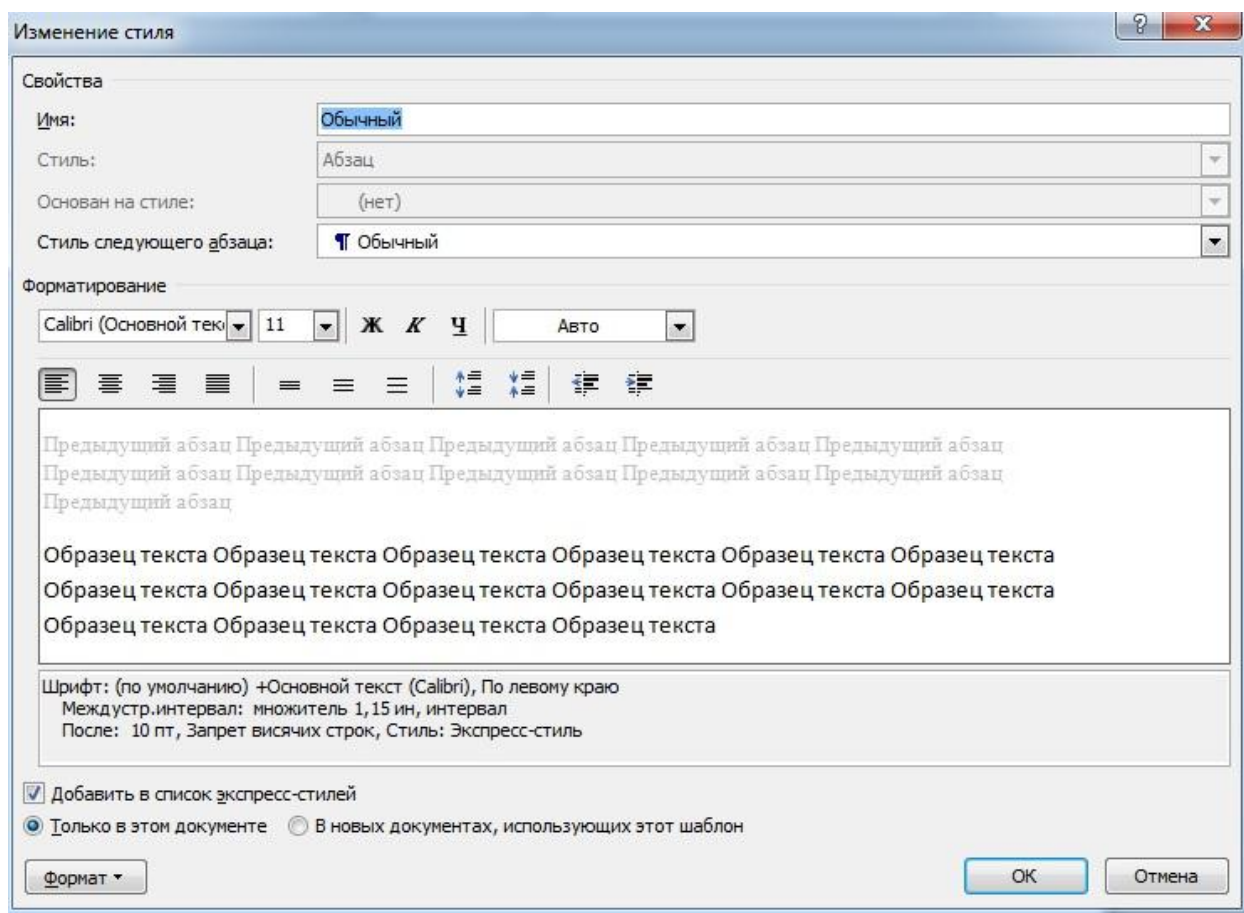 Изменение стиля
Свойства
Имя: Обычный
Стиль: Абзац
Основан на стиле: (нет)
Стиль следующего абзаца: ¶ Обычный
Форматирование
Calibri (Основной тек 11 Ж К Ч Авто
Предыдущий абзац Предыдущий абзац Предыдущий абзац Предыдущий абзац Предыдущий абзац
Предыдущий абзац Предыдущий абзац Предыдущий абзац Предыдущий абзац Предыдущий абзац
Предыдущий абзац
Образец текста Образец текста Образец текста Образец текста Образец текста Образец текста
Образец текста Образец текста Образец текста Образец текста Образец текста Образец текста
Образец текста Образец текста Образец текста Образец текста
Шрифт: (по умолчанию) +Основной текст (Calibri), По левому краю
Междустр.интервал: множитель 1,15 ин, интервал
После: 10 пт, Запрет висячих строк, Стиль: Экспресс-стиль
Добавить в список экспресс-стилей
Только в этом документе В новых документах, использующих этот шаблон
Формат ОК Отмена